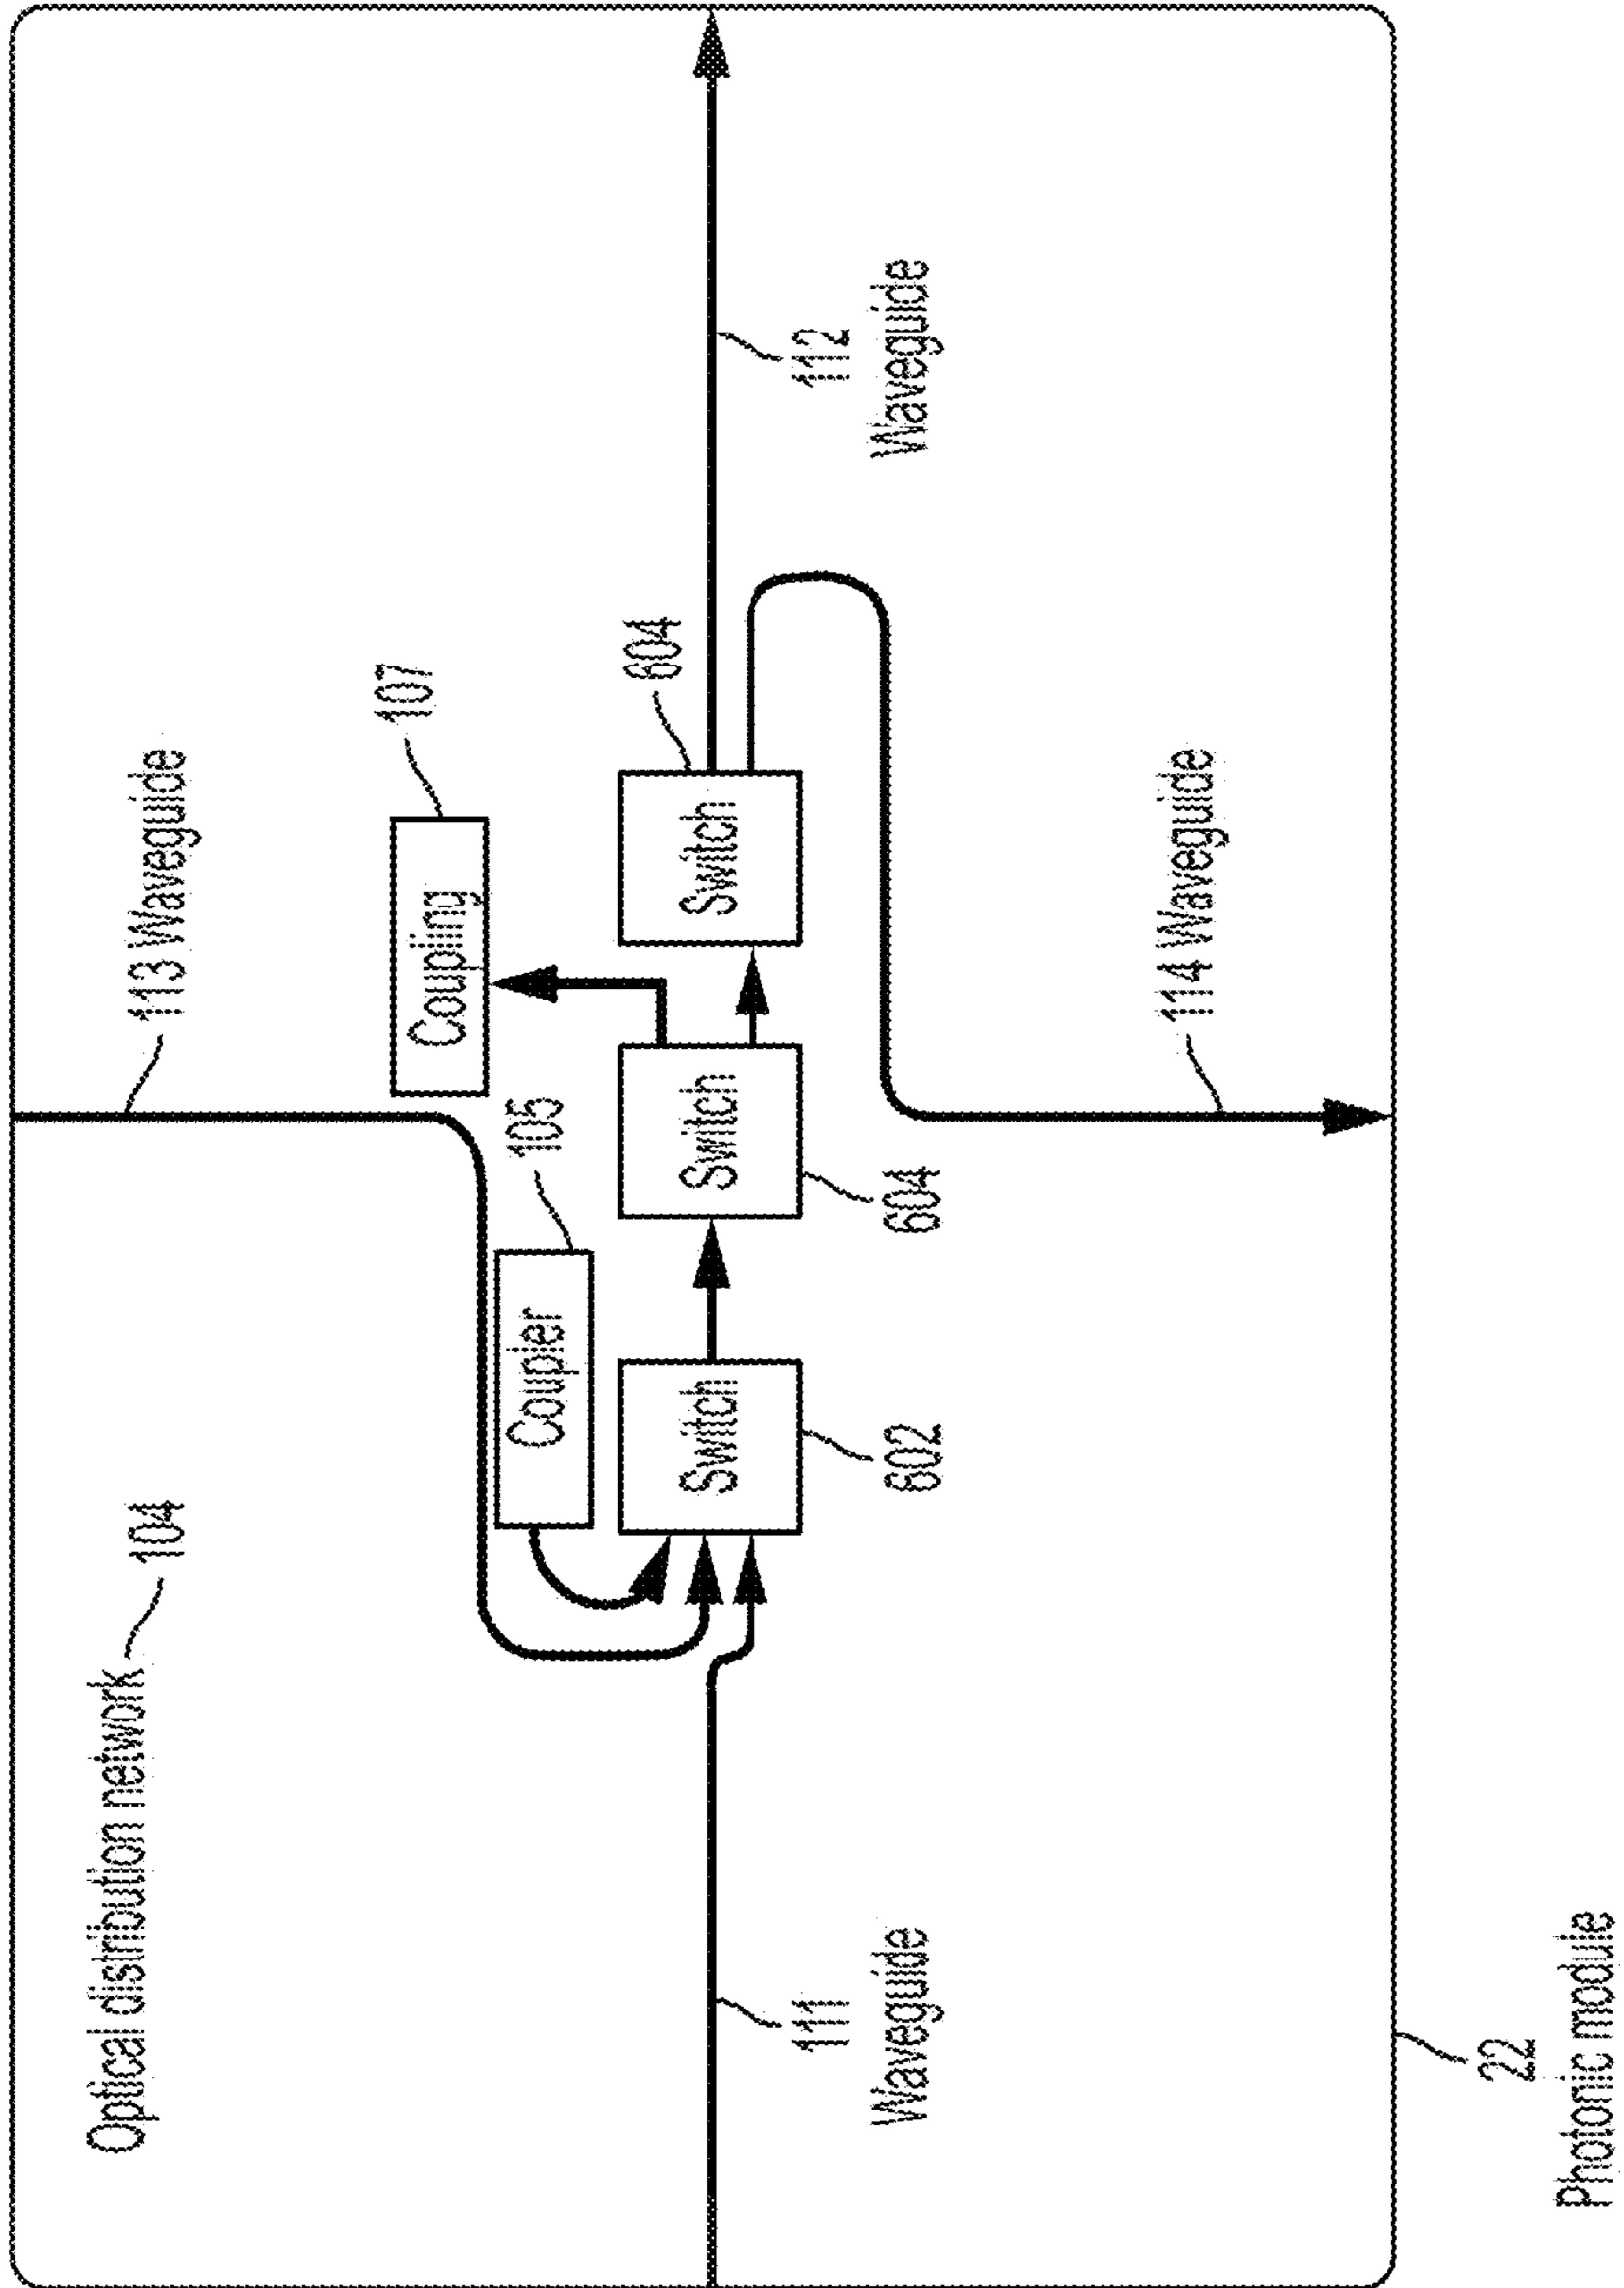 Optical distribution network 104
113 Waveguide
107
Coupling
105
Coupler
604
Switch
Switch
Switch
602
604
111
Waveguide
112
Waveguide
114 Waveguide
22
Photonic module